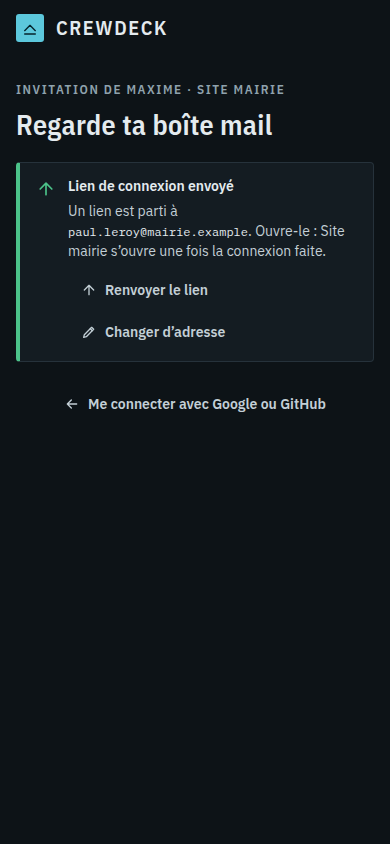 CREWDECK
INVITATION DE MAXIME · SITE MAIRIE
Regarde ta boîte mail
Lien de connexion envoyé
Un lien est parti à
paul.leroy@mairie.example. Ouvre-le : Site
mairie s’ouvre une fois la connexion faite.
Renvoyer le lien
Changer d’adresse
Me connecter avec Google ou GitHub